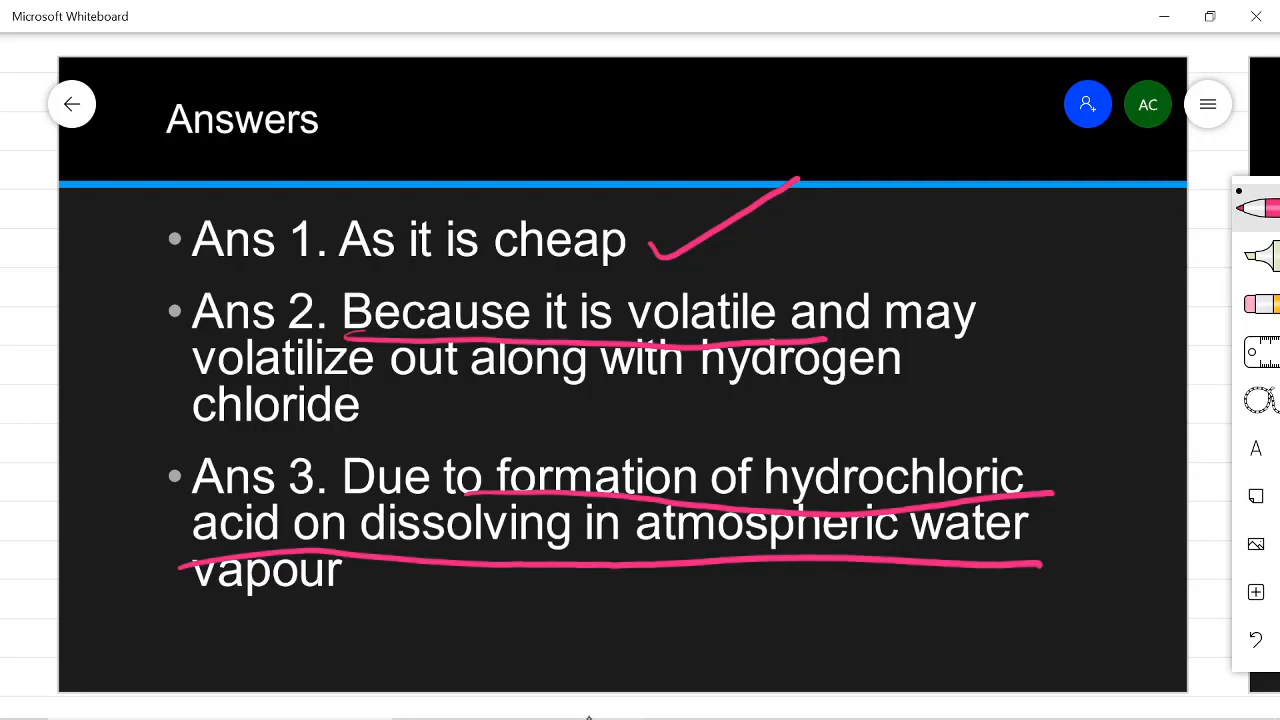 Microsoft Whiteboard
Answers
AC
• Ans 1. As it is cheap
• Ans 2. Because it is volatile and may
volatilize out along with hydrogen
chloride
• Ans 3. Due to formation of hydrochloric
acid on dissolving in atmospheric water
vapour
A